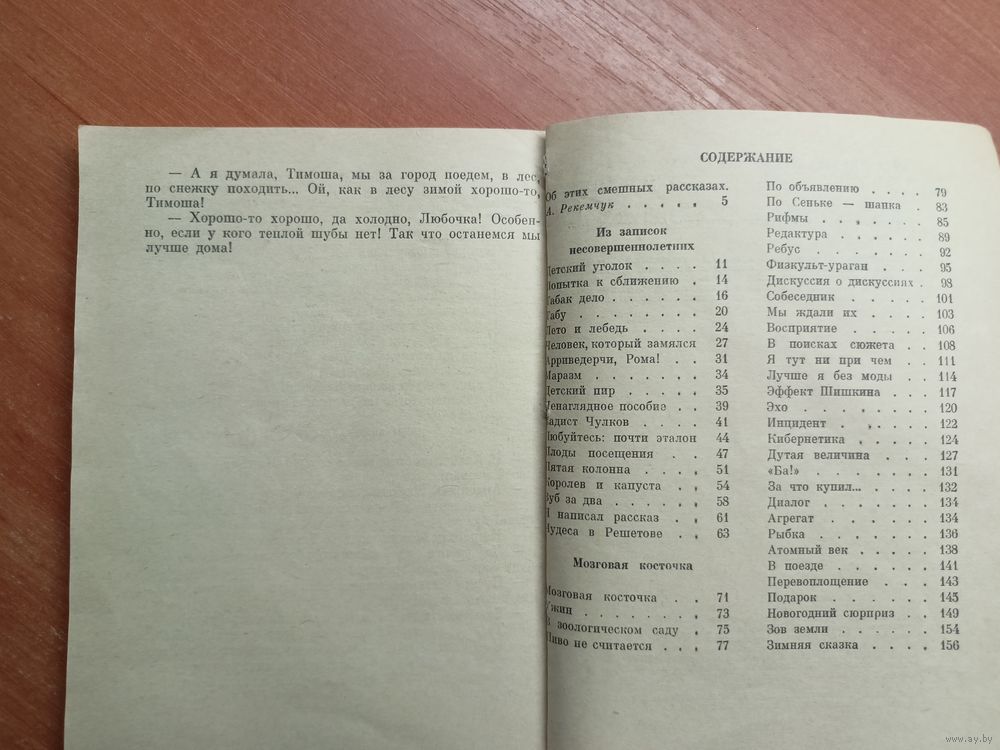 — А я думала, Тимоша, мы за город поедем, в лес,
по снежку походить... Ой, как в лесу зимой хорошо-то,
Тимоша!
— Хорошо-то хорошо, да холодно, Любочка! Особен-
но, если у кого теплой шубы нет! Так что останемся мы
лучше дома!
СОДЕРЖАНИЕ
Об этих смешных рассказах.
А. Рекемчук . . . . . 5
Из записок
несовершеннолетних
Детский уголок . . . . 11
Попытка к сближению . 14
Табак дело . . . . . . 16
Табу . . . . . . . . 20
Лето и лебедь . . . . 24
Человек, который замялся 27
Арриведерчи, Рома! . . 31
Маразм . . . . . . . 34
Детский пир . . . . . 35
Ненаглядное пособие . . 39
Садист Чулков . . . . 41
Любуйтесь: почти эталон 44
Плоды посещения . . 47
Пятая колонна . . . . 51
Королев и капуста . . 54
Зуб за два . . . . . . 58
Я написал рассказ . . 61
Чудеса в Решетове . . 63
Мозговая косточка
Мозговая косточка . . 71
Ужин . . . . . . . . 73
В зоологическом саду . 75
Пиво не считается . . . 77
По объявлению . . . . 79
По Сеньке — шапка . 83
Рифмы . . . . . . . 85
Редактура . . . . . . 89
Ребус . . . . . . . . 92
Физкульт-ураган . . . 95
Дискуссия о дискуссиях . 98
Собеседник . . . . . 101
Мы ждали их . . . . 103
Восприятие . . . . . 106
В поисках сюжета . . 108
Я тут ни при чем . . 111
Лучше я без моды . . 114
Эффект Шишкина . . . 117
Эхо . . . . . . . . 120
Инцидент . . . . . . 122
Кибернетика . . . . . 124
Дутая величина . . . 127
«Ба!» . . . . . . . 131
За что купил... . . . . 132
Диалог . . . . . . . 134
Агрегат . . . . . . 134
Рыбка . . . . . . . 136
Атомный век . . . . . 138
В поезде . . . . . . 141
Перевоплощение . . . 143
Подарок . . . . . . 145
Новогодний сюрприз . . 149
Зов земли . . . . . . 154
Зимняя сказка . . . . 156
www.ay.by